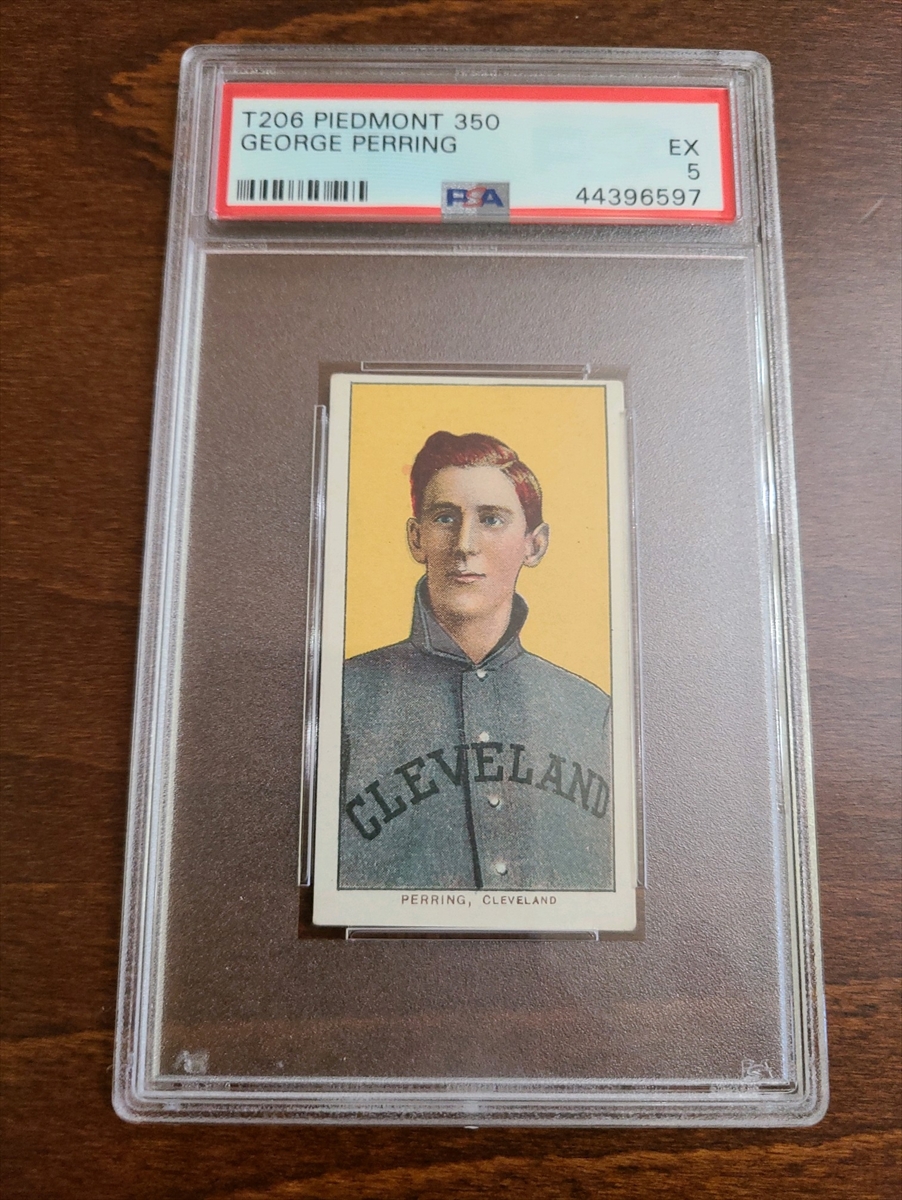 T206 PIEDMONT 350
GEORGE PERRING
EX
5
PSA
44396597
CLEVELAND
PERRING, CLEVELAND